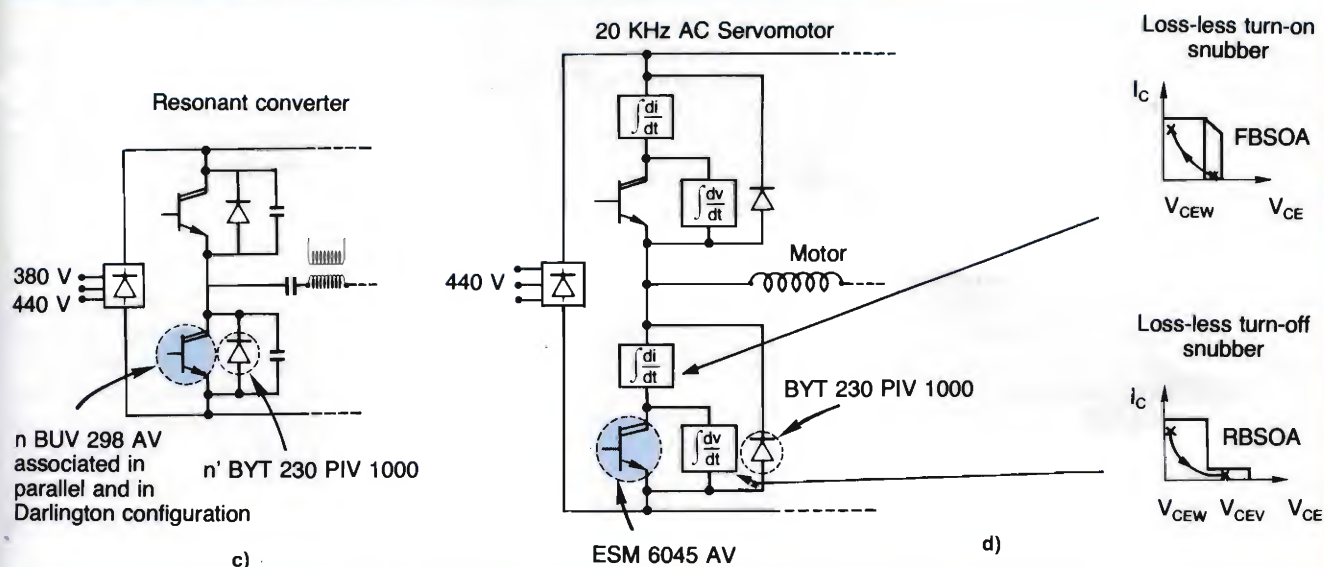 Resonant converter
380 V
440 V
n BUV 298 AV
associated in
parallel and in
Darlington configuration
n' BYT 230 PIV 1000
c)
20 KHz AC Servomotor
∫ di/dt
∫ dv/dt
Motor
440 V
∫ di/dt
∫ dv/dt
BYT 230 PIV 1000
ESM 6045 AV
d)
Loss-less turn-on
snubber
I_C
FBSOA
V_CEW V_CE
Loss-less turn-off
snubber
I_C
RBSOA
V_CEW V_CEV V_CE